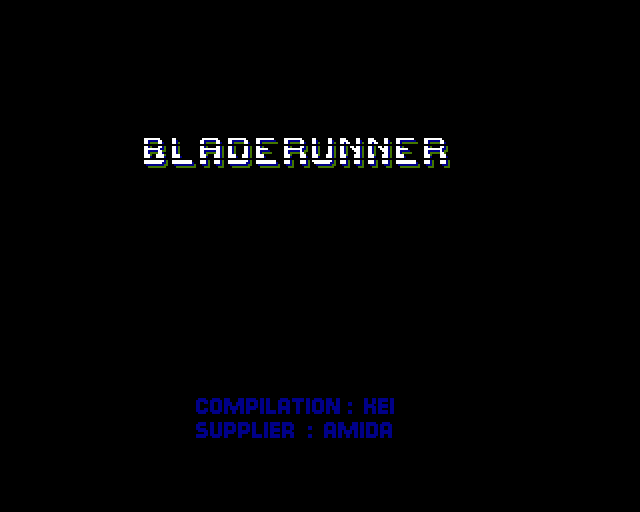 BLADERUNNER
COMPILATION : KEI
SUPPLIER : AMIDA